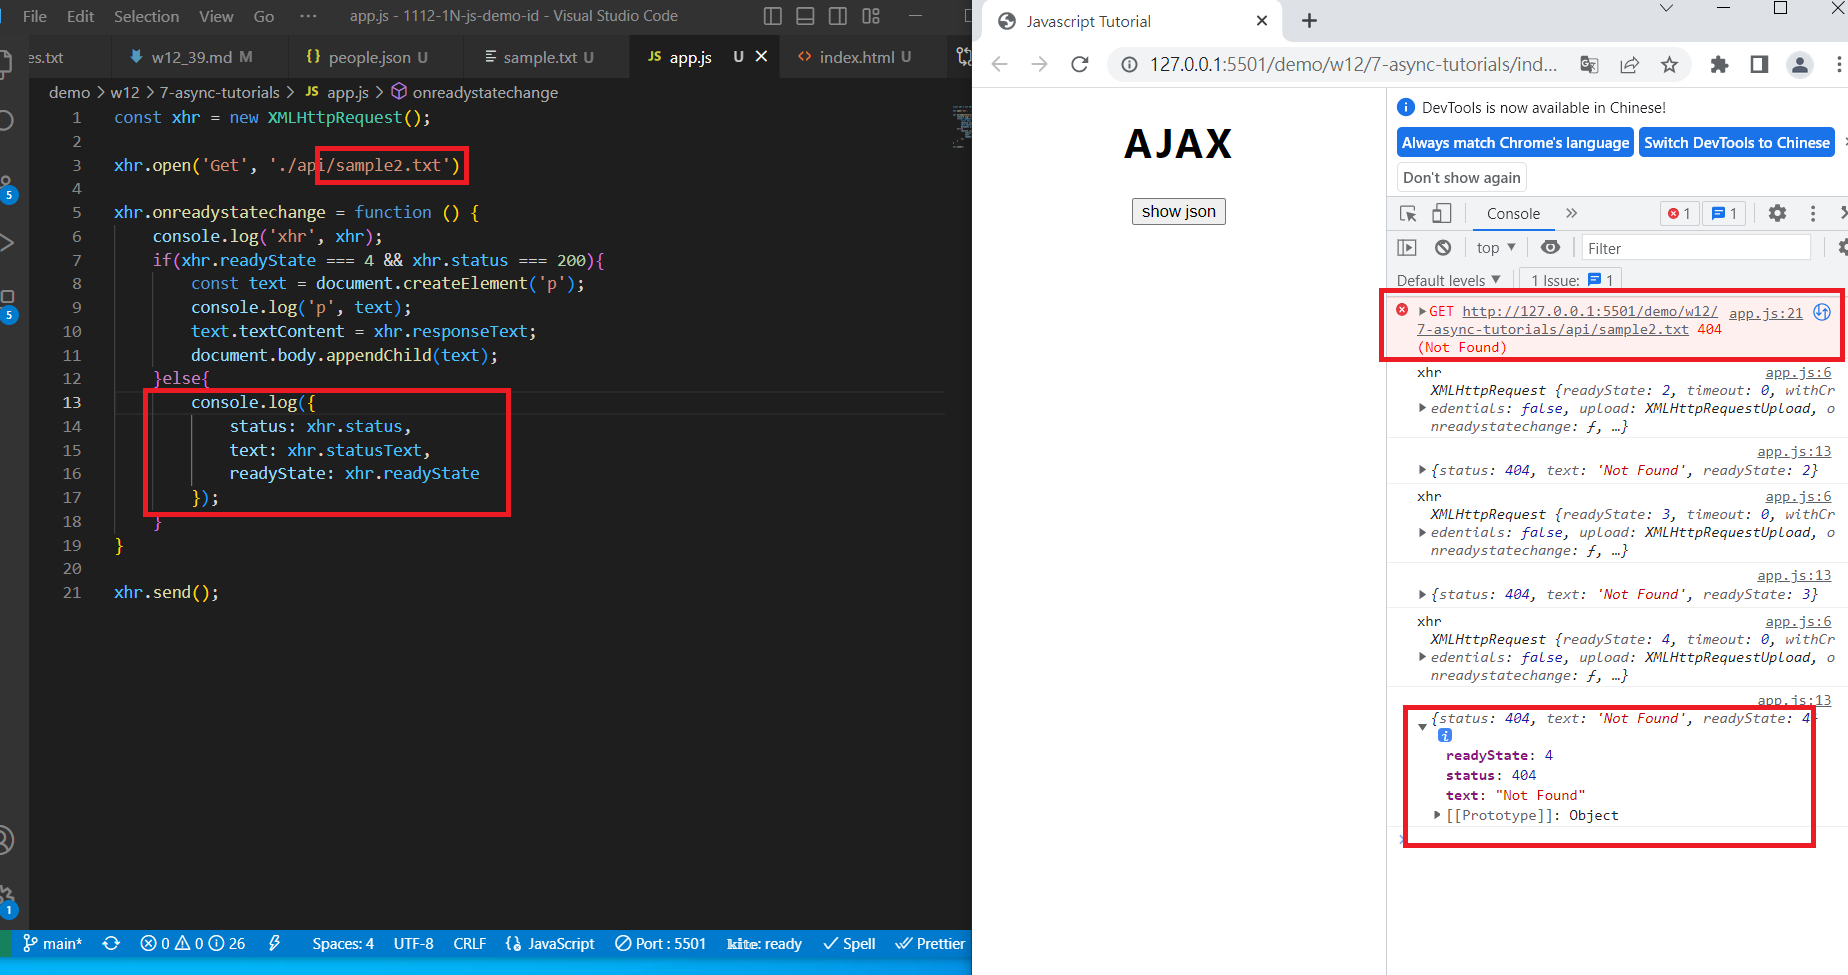 File Edit Selection View Go ··· app.js - 1112-1N-js-demo-id - Visual Studio Code
es.txt w12_39.md M {} people.json U sample.txt U JS app.js U <> index.html U
demo > w12 > 7-async-tutorials > JS app.js > onreadystatechange
1 const xhr = new XMLHttpRequest();
2
3 xhr.open('Get', './api/sample2.txt')
4
5 xhr.onreadystatechange = function () {
6 console.log('xhr', xhr);
7 if(xhr.readyState === 4 && xhr.status === 200){
8 const text = document.createElement('p');
9 console.log('p', text);
10 text.textContent = xhr.responseText;
11 document.body.appendChild(text);
12 }else{
13 console.log({
14 status: xhr.status,
15 text: xhr.statusText,
16 readyState: xhr.readyState
17 });
18 }
19 }
20
21 xhr.send();
5
5
1
main* 0 0 26 Spaces: 4 UTF-8 CRLF JavaScript Port : 5501 kite: ready Spell Prettier
Javascript Tutorial
127.0.0.1:5501/demo/w12/7-async-tutorials/ind...
AJAX
show json
DevTools is now available in Chinese!
Always match Chrome's language Switch DevTools to Chinese
Don't show again
Console 1 1
top Filter
Default levels 1 Issue: 1
GET http://127.0.0.1:5501/demo/w12/ app.js:21
7-async-tutorials/api/sample2.txt 404
(Not Found)
xhr app.js:6
XMLHttpRequest {readyState: 2, timeout: 0, withCr
edentials: false, upload: XMLHttpRequestUpload, o
nreadystatechange: ƒ, …}
app.js:13
{status: 404, text: 'Not Found', readyState: 2}
xhr app.js:6
XMLHttpRequest {readyState: 3, timeout: 0, withCr
edentials: false, upload: XMLHttpRequestUpload, o
nreadystatechange: ƒ, …}
app.js:13
{status: 404, text: 'Not Found', readyState: 3}
xhr app.js:6
XMLHttpRequest {readyState: 4, timeout: 0, withCr
edentials: false, upload: XMLHttpRequestUpload, o
nreadystatechange: ƒ, …}
app.js:13
{status: 404, text: 'Not Found', readyState: 4}
readyState: 4
status: 404
text: "Not Found"
[[Prototype]]: Object